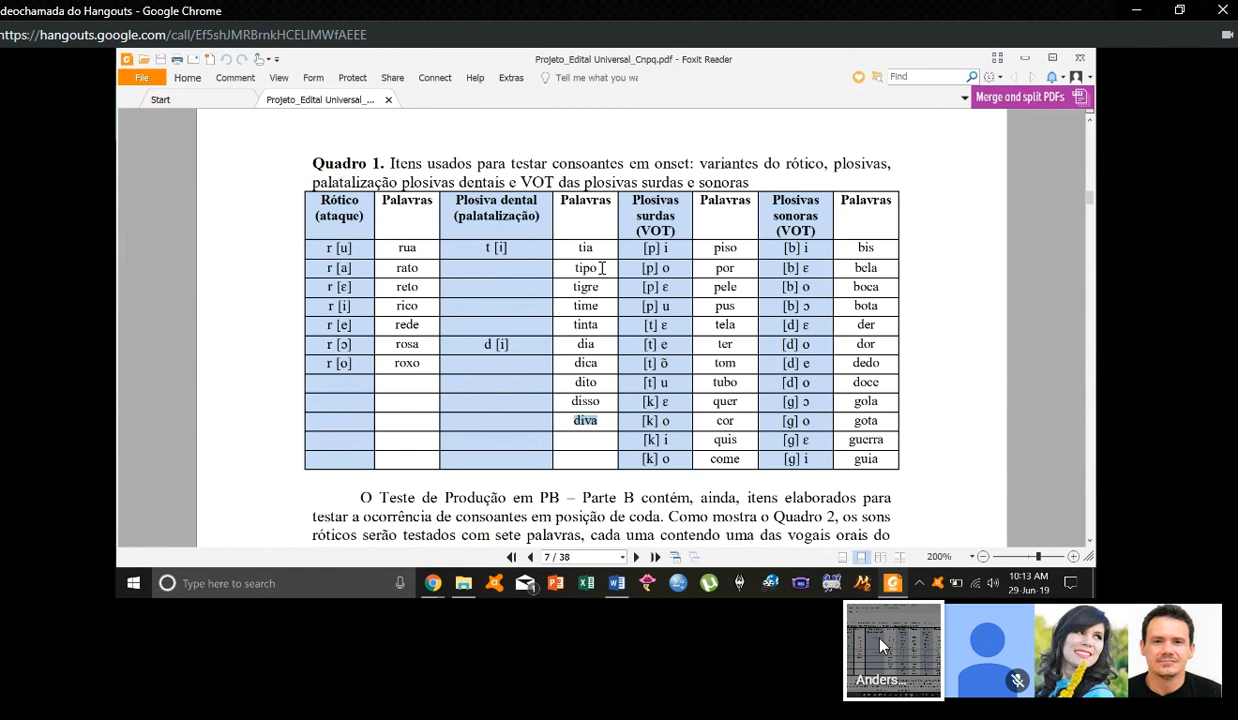 deochamada do Hangouts - Google Chrome
https://hangouts.google.com/call/Ef5shJMRBrnkHCELIMWfAEEE
Projeto_Edital Universal_Cnpq.pdf - Foxit Reader
File Home Comment View Form Protect Share Connect Help Extras Tell me what you wa Find
Start Projeto_Edital Universal_... Merge and split PDFs
Quadro 1. Itens usados para testar consoantes em onset: variantes do rótico, plosivas,
palatalização plosivas dentais e VOT das plosivas surdas e sonoras
Rótico Palavras Plosiva dental Palavras Plosivas Palavras Plosivas Palavras
(ataque) (palatalização) surdas sonoras
(VOT) (VOT)
r [u] rua t [i] tia [p] i piso [b] i bis
r [a] rato tipo [p] o por [b] ɛ bela
r [ɛ] reto tigre [p] ɛ pele [b] o boca
r [i] rico time [p] u pus [b] ɔ bota
r [e] rede tinta [t] ɛ tela [d] ɛ der
r [ɔ] rosa d [i] dia [t] e ter [d] o dor
r [o] roxo dica [t] õ tom [d] e dedo
dito [t] u tubo [d] o doce
disso [k] ɛ quer [g] ɔ gola
diva [k] o cor [g] o gota
[k] i quis [g] ɛ guerra
[k] o come [g] i guia
O Teste de Produção em PB – Parte B contém, ainda, itens elaborados para
testar a ocorrência de consoantes em posição de coda. Como mostra o Quadro 2, os sons
róticos serão testados com sete palavras, cada uma contendo uma das vogais orais do
7 / 38 200%
Type here to search
10:13 AM
29-Jun-19
Anders...